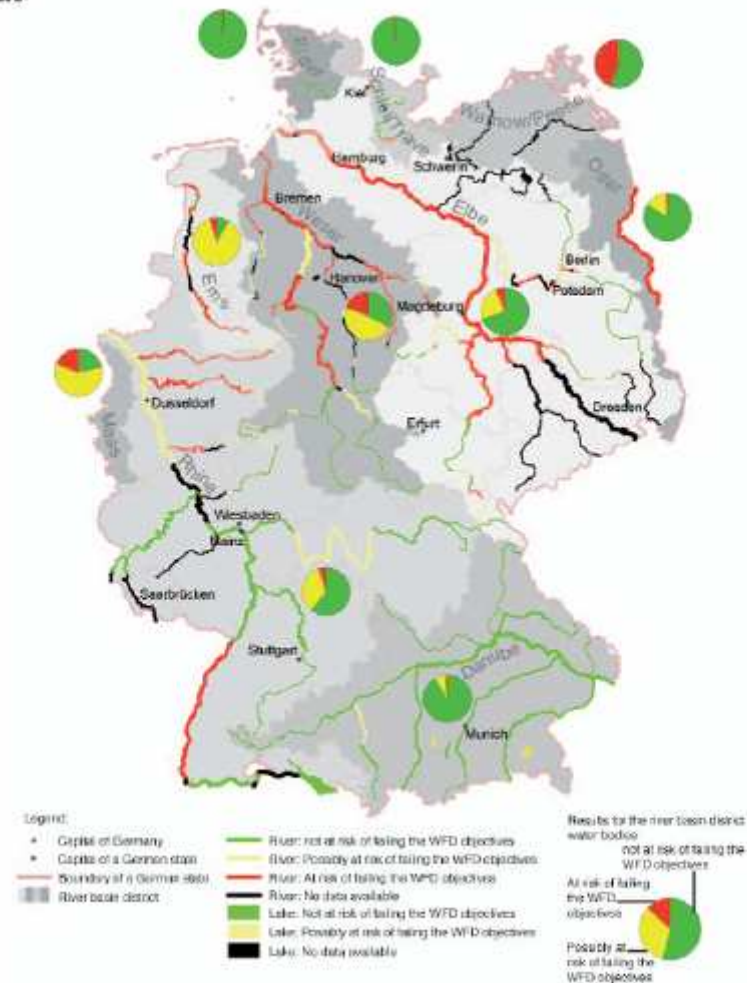 Eider
Schlei/Trave
Kiel
Warnow/Peene
Hamburg
Schwerin
Oder
Bremen
Elbe
Weser
Berlin
Ems
Hanover
Potsdam
Magdeburg
Dusseldorf
Dresden
Maas
Erfurt
Rhine
Wiesbaden
Mainz
Saarbrücken
Stuttgart
Danube
Munich
Legend:
Capital of Germany
Capital of a German state
Boundary of a German state
River basin district
River: not at risk of failing the WFD objectives
River: Possibly at risk of failing the WFD objectives
River: At risk of failing the WFD objectives
River: No data available
Lake: Not at risk of failing the WFD objectives
Lake: Possibly at risk of failing the WFD objectives
Lake: No data available
Results for the river basin district
water bodies
not at risk of failing the
WFD objectives
At risk of failing
the WFD
objectives
Possibly at
risk of failing the
WFD objectives